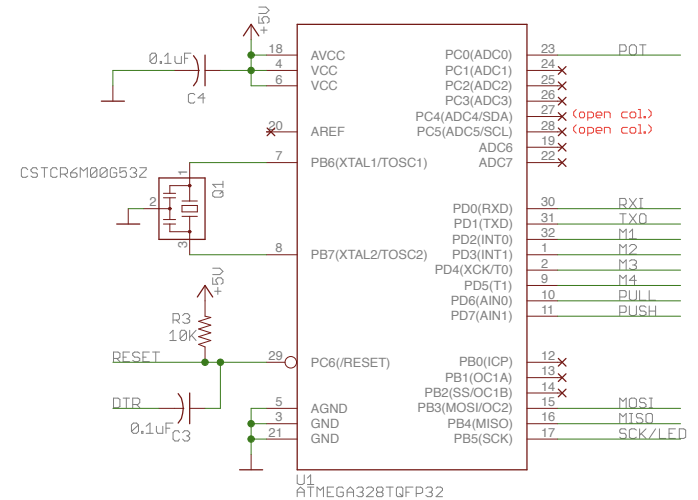 +5V
0.1uF
C4
18 AVCC
4 VCC
6 VCC
20 AREF
7 PB6(XTAL1/TOSC1)
CSTCR6M00G53Z
1
2
3
Q1
8 PB7(XTAL2/TOSC2)
+5V
R3
10K
RESET
29 PC6(/RESET)
DTR
0.1uF
C3
5 AGND
3 GND
21 GND
PC0(ADC0) 23 POT
PC1(ADC1) 24
PC2(ADC2) 25
PC3(ADC3) 26
PC4(ADC4/SDA) 27 (open col.)
PC5(ADC5/SCL) 28 (open col.)
ADC6 19
ADC7 22
PD0(RXD) 30 RXI
PD1(TXD) 31 TXO
PD2(INT0) 32 M1
PD3(INT1) 1 M2
PD4(XCK/T0) 2 M3
PD5(T1) 9 M4
PD6(AIN0) 10 PULL
PD7(AIN1) 11 PUSH
PB0(ICP) 12
PB1(OC1A) 13
PB2(SS/OC1B) 14
PB3(MOSI/OC2) 15 MOSI
PB4(MISO) 16 MISO
PB5(SCK) 17 SCK/LED
U1
ATMEGA328TQFP32